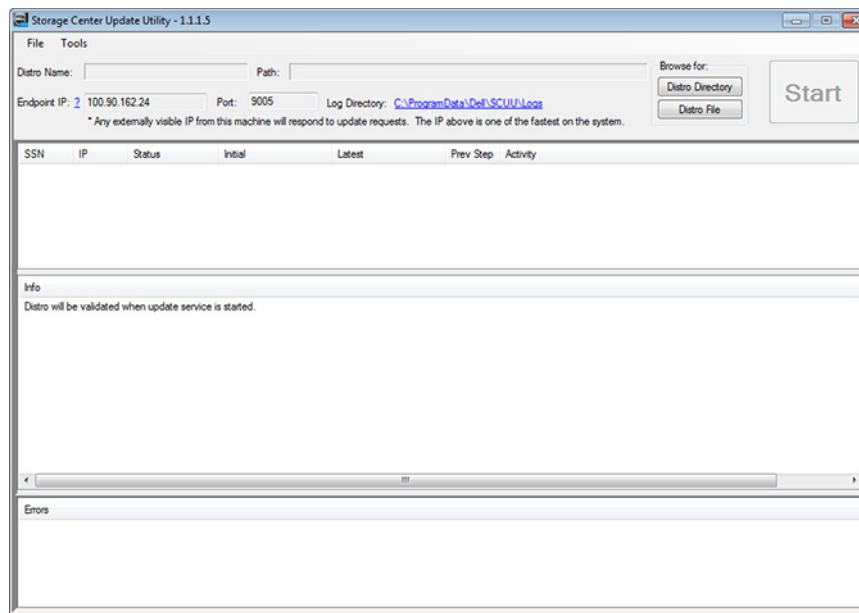 Storage Center Update Utility - 1.1.1.5
File Tools
Distro Name: Path: Browse for:
Distro Directory
Start
Endpoint IP: ? 100.90.162.24 Port: 9005 Log Directory: C:\ProgramData\Dell\SCUU\Logs
Distro File
* Any externally visible IP from this machine will respond to update requests. The IP above is one of the fastest on the system.
SSN IP Status Initial Latest Prev Step Activity
Info
Distro will be validated when update service is started.
Errors